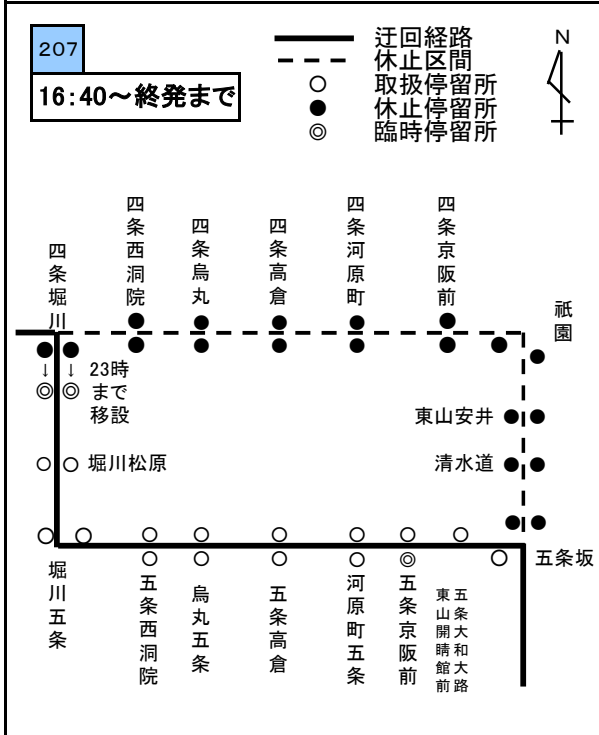 207
16:40～終発まで
迂回経路
休止区間
取扱停留所
休止停留所
臨時停留所
N
四条堀川
四条西洞院
四条烏丸
四条高倉
四条河原町
四条京阪前
祇園
↓ ↓ 23時
まで
移設
東山安井
堀川松原
清水道
五条坂
堀川五条
五条西洞院
烏丸五条
五条高倉
河原町五条
五条京阪前
五条大和大路
東山開睛館前